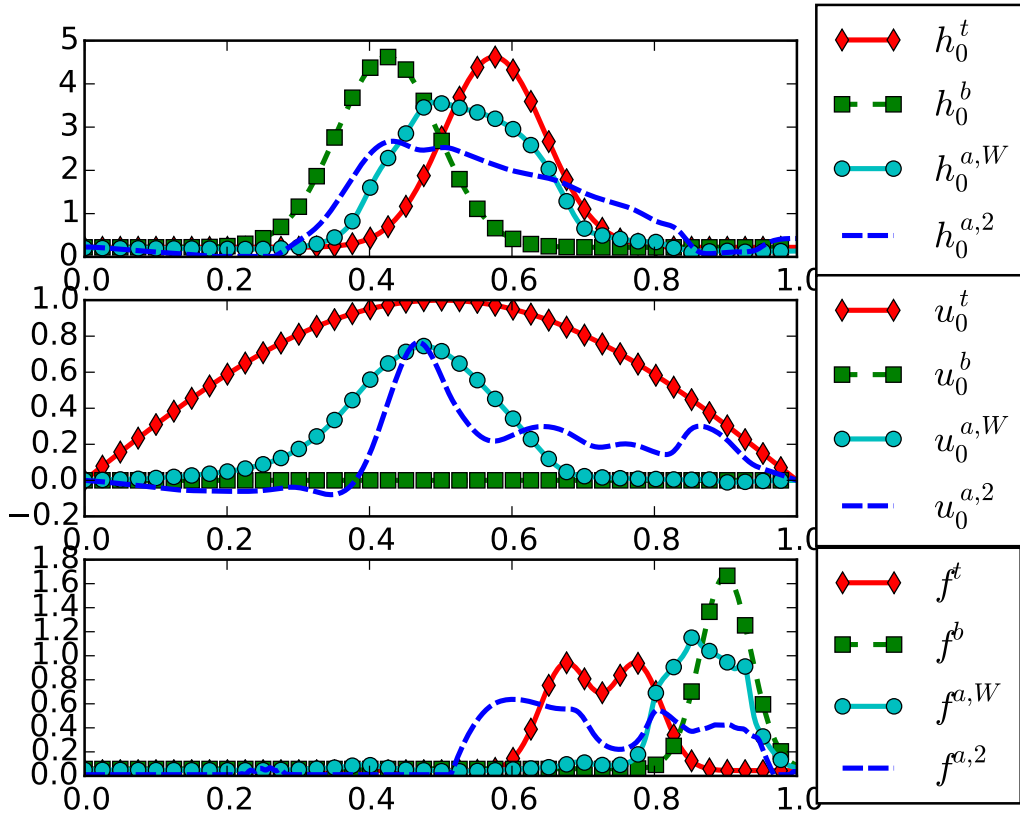 5
4
3
2
1
0
0.0 0.2 0.4 0.6 0.8 1.0
h_0^t
h_0^b
h_0^{a,W}
h_0^{a,2}
1.0
0.8
0.6
0.4
0.2
0.0
−0.2
0.0 0.2 0.4 0.6 0.8 1.0
u_0^t
u_0^b
u_0^{a,W}
u_0^{a,2}
1.8
1.6
1.4
1.2
1.0
0.8
0.6
0.4
0.2
0.0
0.0 0.2 0.4 0.6 0.8 1.0
f^t
f^b
f^{a,W}
f^{a,2}